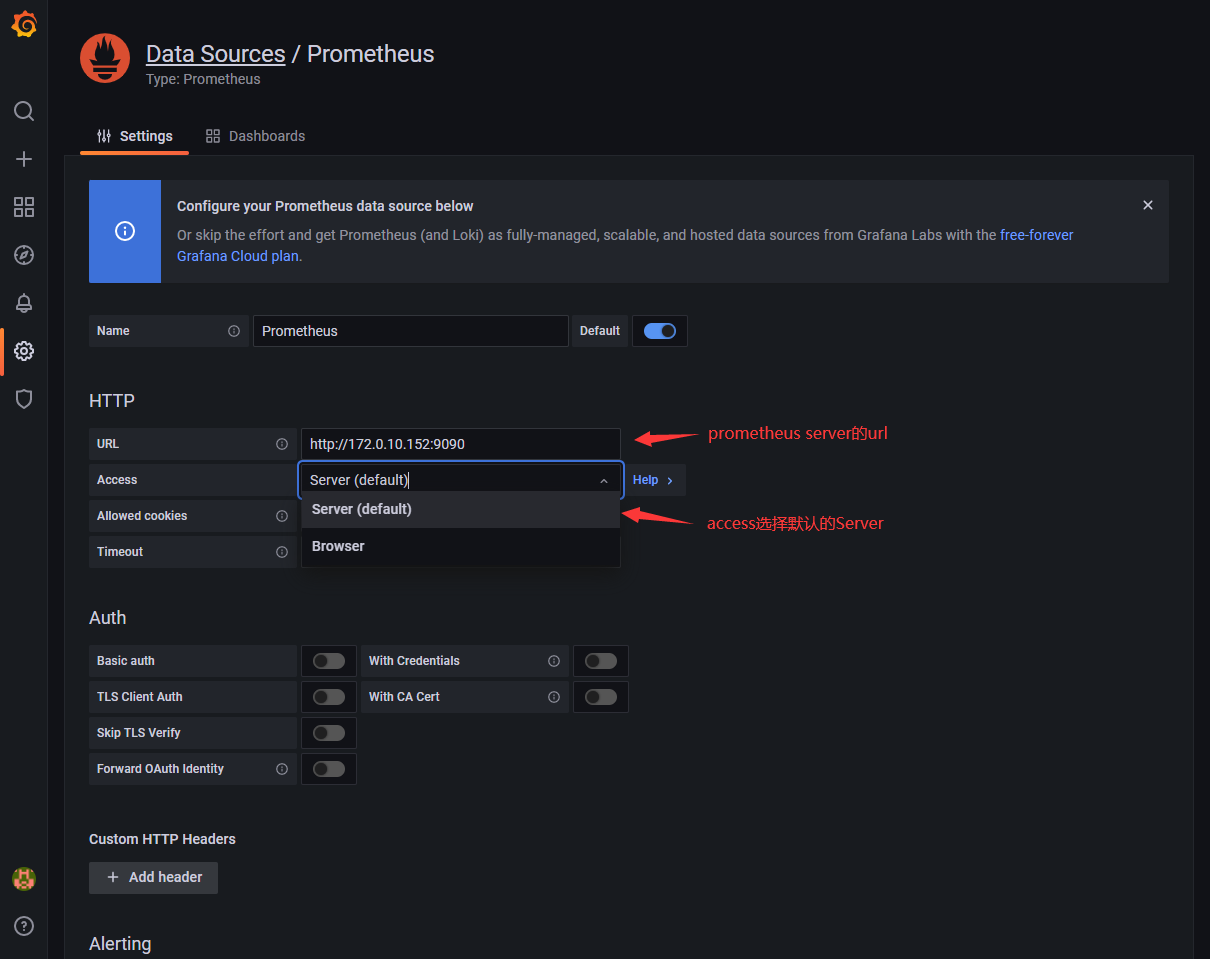 Data Sources / Prometheus
Type: Prometheus
Settings
Dashboards
Configure your Prometheus data source below
Or skip the effort and get Prometheus (and Loki) as fully-managed, scalable, and hosted data sources from Grafana Labs with the free-forever
Grafana Cloud plan.
Name
Prometheus
Default
HTTP
URL
http://172.0.10.152:9090
prometheus server的url
Access
Server (default)
Help
Server (default)
access选择默认的Server
Allowed cookies
Browser
Timeout
Auth
Basic auth
With Credentials
TLS Client Auth
With CA Cert
Skip TLS Verify
Forward OAuth Identity
Custom HTTP Headers
Add header
Alerting